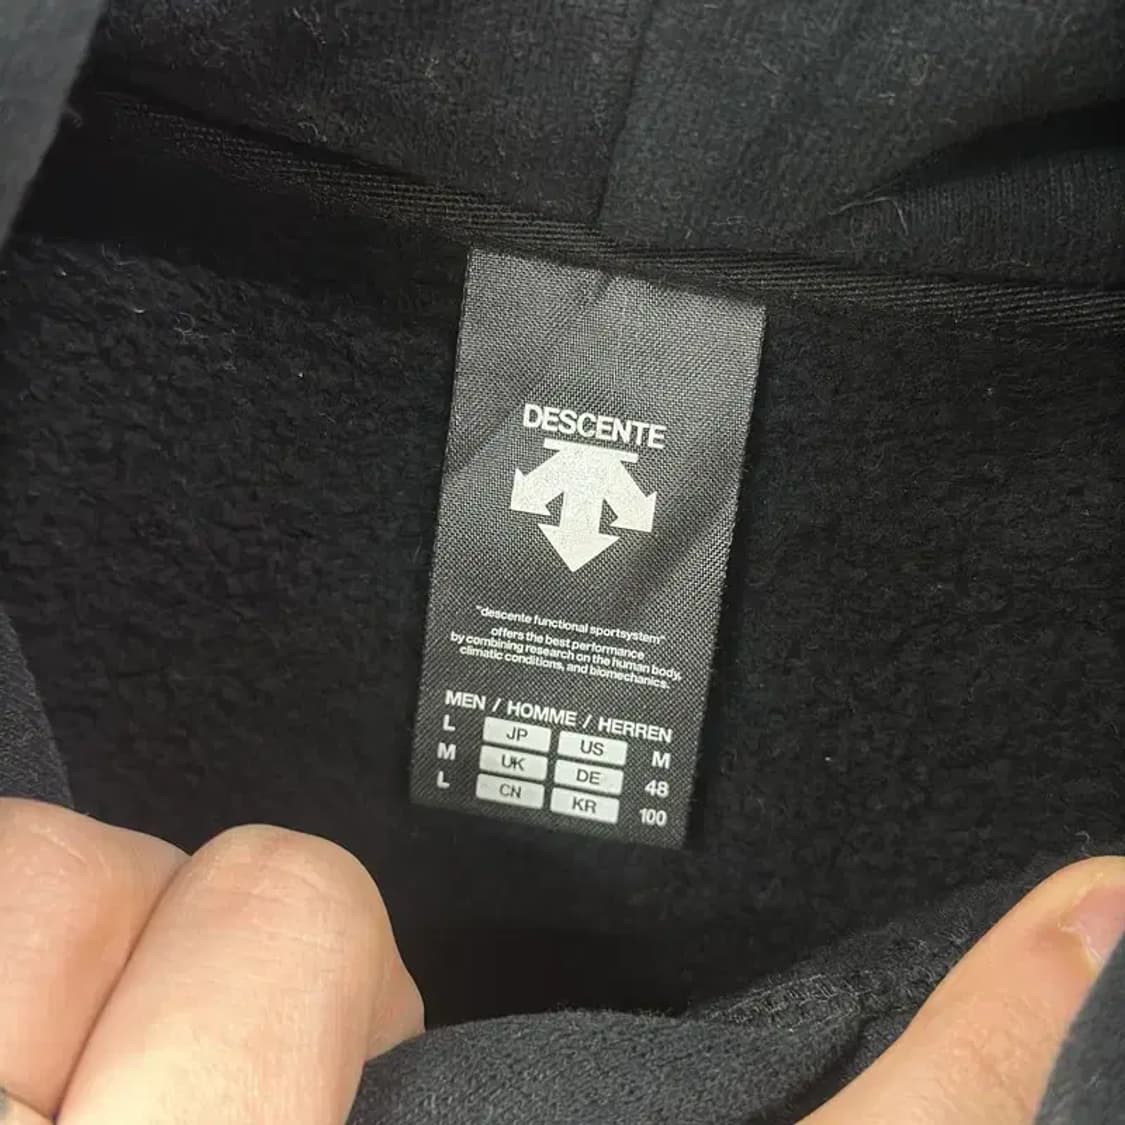 DESCENTE
"descente functional sportsystem"
offers the best performance
by combining research on the human body,
climatic conditions, and biomechanics.
MEN / HOMME / HERREN
L JP US M
M UK DE 48
L CN KR 100